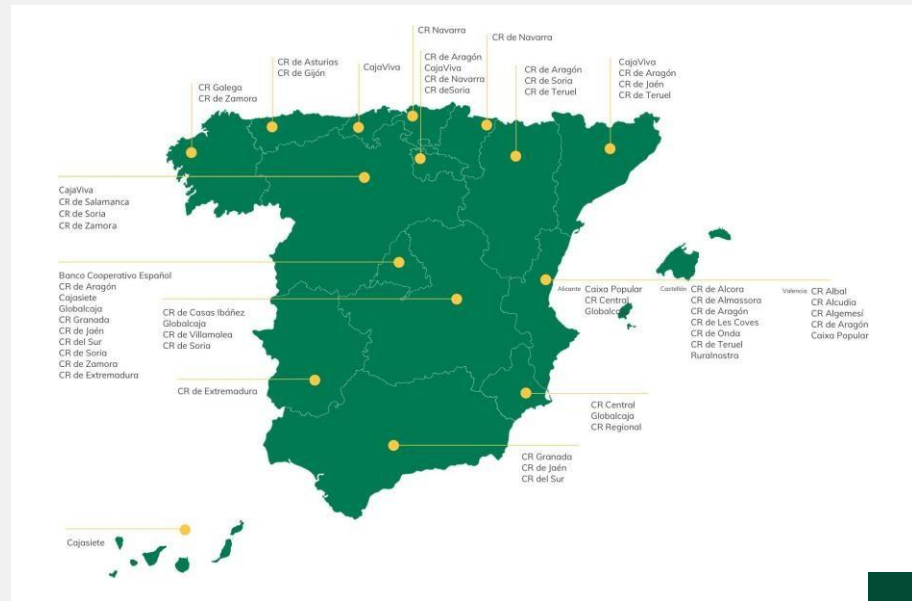 CR Navarra
CR de Navarra
CR de Asturias
CR de Gijón
CajaViva
CR de Aragón
CajaViva
CR de Navarra
CR deSoria
CR de Aragón
CR de Soria
CR de Teruel
CajaViva
CR de Aragón
CR de Jaén
CR de Teruel
CR Galega
CR de Zamora
CajaViva
CR de Salamanca
CR de Soria
CR de Zamora
Banco Cooperativo Español
CR de Aragón
Cajasiete
Globalcaja
CR Granada
CR de Jaén
CR del Sur
CR de Soria
CR de Zamora
CR de Extremadura
CR de Casas Ibáñez
Globalcaja
CR de Villamalea
CR de Soria
Alicante
Caixa Popular
CR Central
Globalcaja
Castellón
CR de Alcora
CR de Almassora
CR de Aragón
CR de Les Coves
CR de Onda
CR de Teruel
Ruralnostra
Valencia
CR Albal
CR Alcudia
CR Algemesí
CR de Aragón
Caixa Popular
CR de Extremadura
CR Central
Globalcaja
CR Regional
CR Granada
CR de Jaén
CR del Sur
Cajasiete